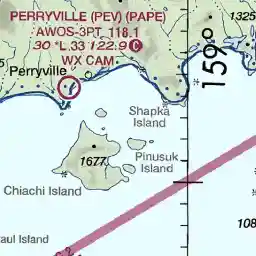 PERRYVILLE (PEV) (PAPE)
AWOS-3PT 118.1
30 *L 33 122.9 C
WX CAM
Perryville
1325
159°
Shapka
Island
Pinusuk
Island
1677
Chiachi Island
aul Island
108